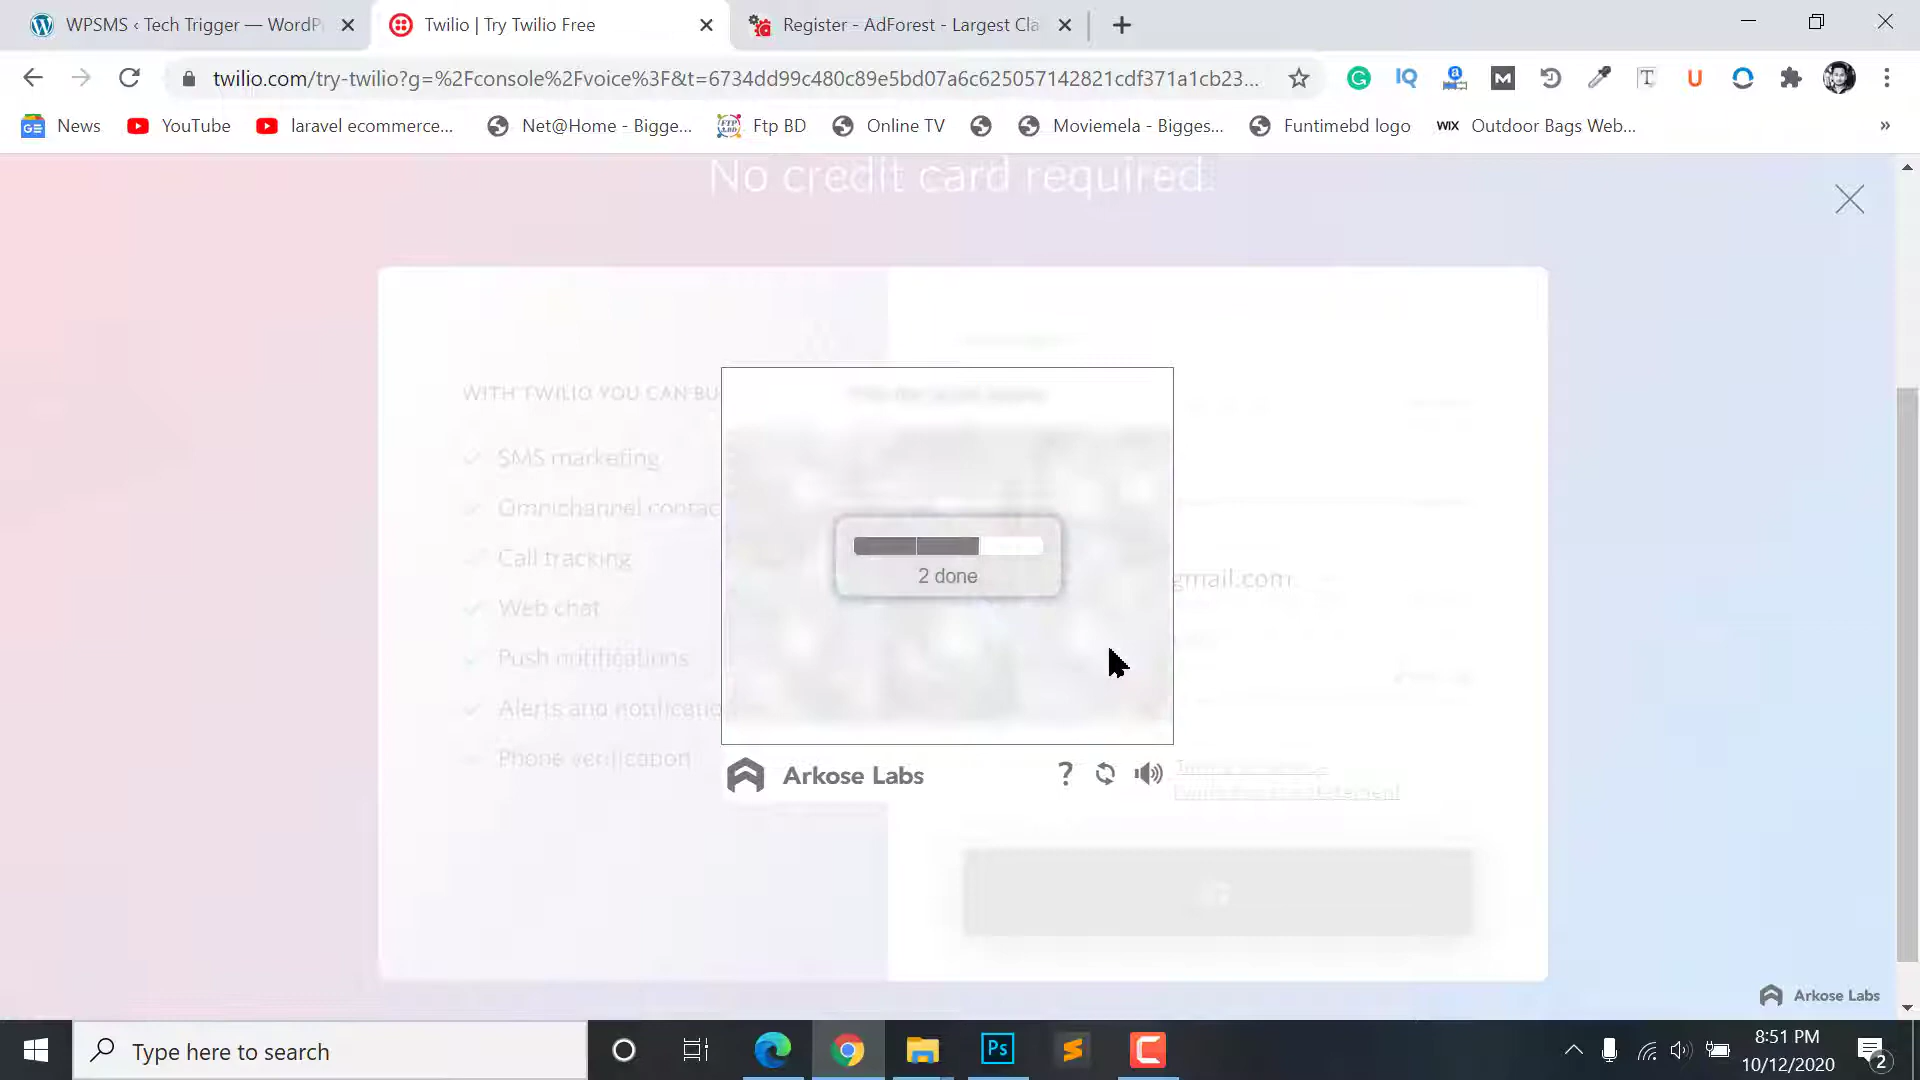 WPSMS ‹ Tech Trigger — WordPr
Twilio | Try Twilio Free
Register - AdForest - Largest Cla
twilio.com/try-twilio?g=%2Fconsole%2Fvoice%3F&t=6734dd99c480c89e5bd07a6c625057142821cdf371a1cb23...
News
YouTube
laravel ecommerce...
Net@Home - Bigge...
Ftp BD
Online TV
Moviemela - Bigges...
Funtimebd logo
WIX
Outdoor Bags Web...
»
No credit card required.
WITH TWILIO YOU CAN BU
SMS marketing
Omnichannel contac
Call tracking
Web chat
Push notifications
Alerts and notificatio
Phone verification
2 done
gmail.com
Arkose Labs
?
Arkose Labs
Type here to search
Ps
8:51 PM
10/12/2020
2